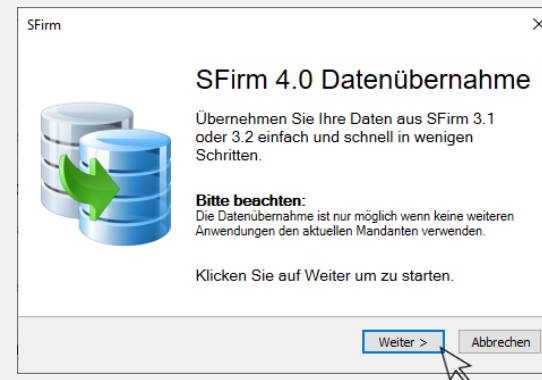 SFirm
SFirm 4.0 Datenübernahme
Übernehmen Sie Ihre Daten aus SFirm 3.1
oder 3.2 einfach und schnell in wenigen
Schritten.
Bitte beachten:
Die Datenübernahme ist nur möglich wenn keine weiteren
Anwendungen den aktuellen Mandanten verwenden.
Klicken Sie auf Weiter um zu starten.
Weiter > Abbrechen